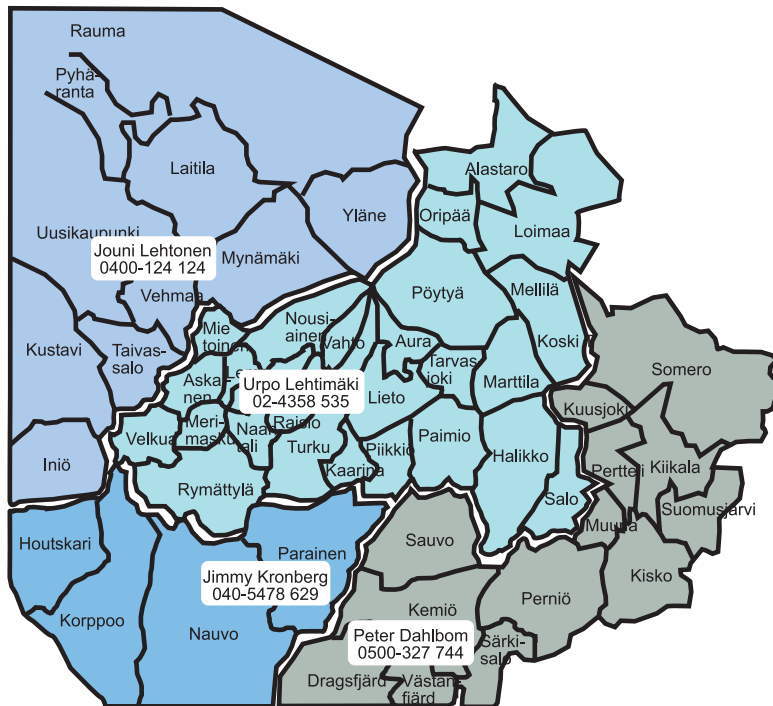 Rauma
Pyhä-
ranta
Laitila
Alastaro
Yläne
Oripää
Loimaa
Uusikaupunki
Jouni Lehtonen
0400-124 124
Mynämäki
Vehmaa
Pöytyä
Mellilä
Kustavi
Taivas-
salo
Mie
toinen
Nousi-
ainen
Vahto
Aura
Koski
Tarvas
joki
Marttila
Somero
Aska-
nen
Urpo Lehtimäki
02-4358 535
Lieto
Kuusjoki
Velkua
Meri-
masku
Naan
tali
Raisio
Turku
Piikkiö
Kaarina
Paimio
Halikko
Pertteli
Kiikala
Iniö
Rymättylä
Salo
Suomusjärvi
Muurla
Houtskari
Parainen
Sauvo
Kisko
Jimmy Kronberg
040-5478 629
Korppoo
Nauvo
Kemiö
Perniö
Peter Dahlbom
0500-327 744
Särki-
salo
Dragsfjärd
Västan-
fjärd